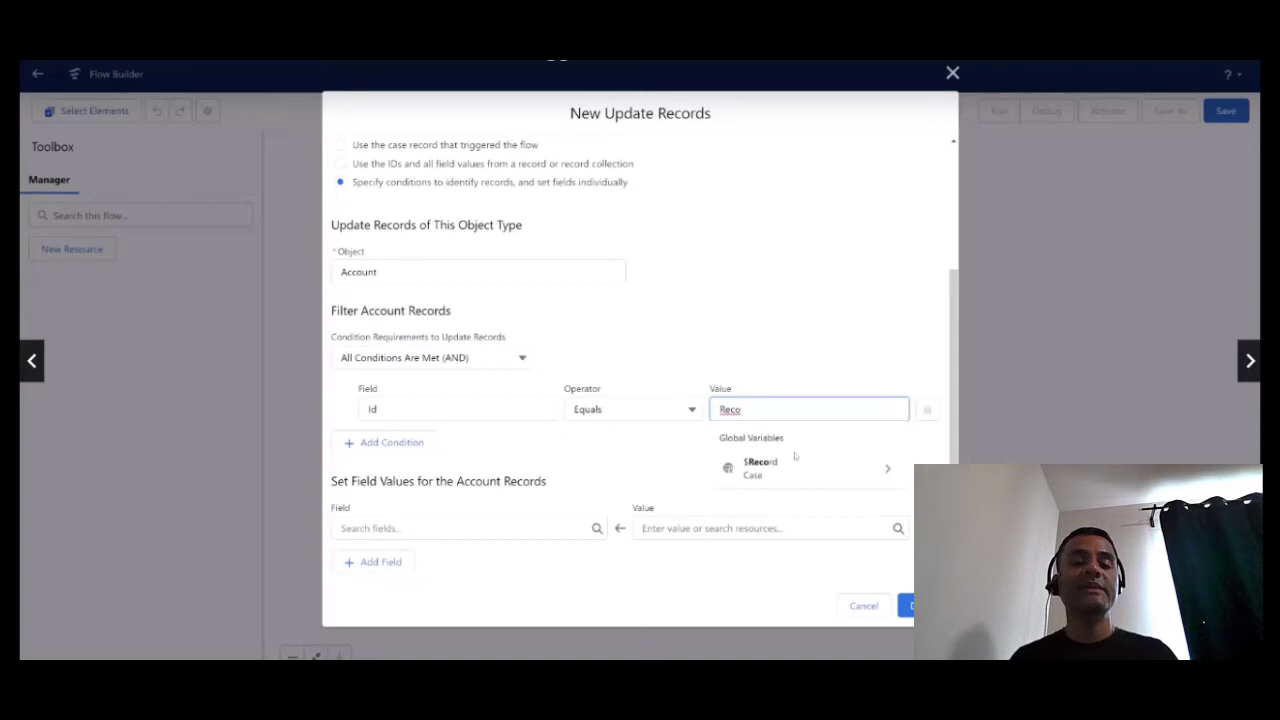 Flow Builder
?
Select Elements
Run
Debug
Activate
Save As
Save
New Update Records
Toolbox
Manager
Search this flow...
New Resource
Use the case record that triggered the flow
Use the IDs and all field values from a record or record collection
Specify conditions to identify records, and set fields individually
Update Records of This Object Type
* Object
Account
Filter Account Records
Condition Requirements to Update Records
All Conditions Are Met (AND)
Field
Operator
Value
Id
Equals
Reco
+ Add Condition
Global Variables
$Record
Case
Set Field Values for the Account Records
Field
Value
Search fields...
Enter value or search resources...
+ Add Field
Cancel